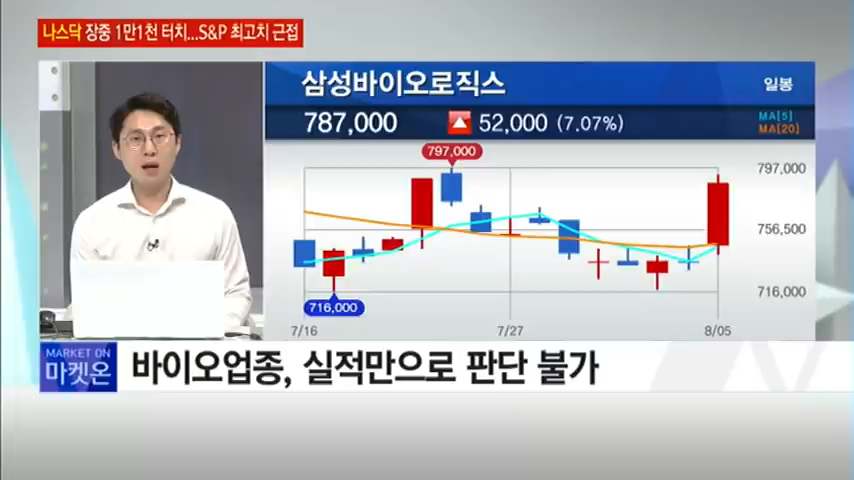 나스닥 장중 1만1천 터치...S&P 최고치 근접
삼성바이오로직스
일봉
787,000 52,000 (7.07%)
MA[5]
MA[20]
797,000
797,000
756,500
716,000
716,000
7/16 7/27 8/05
MARKET ON
마켓온
바이오업종, 실적만으로 판단 불가